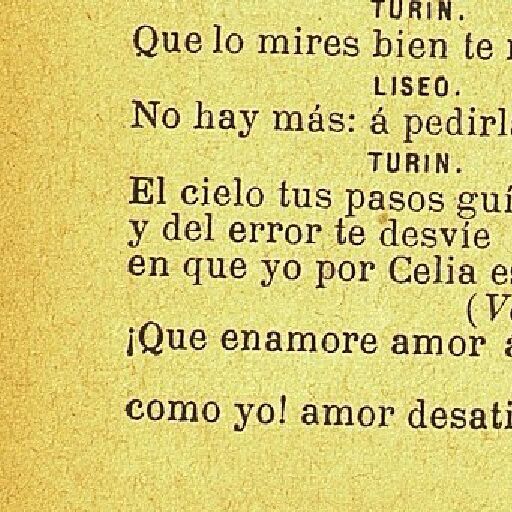 TURIN.
Que lo mires bien te
LISEO.
No hay más: á pedirl
TURIN.
El cielo tus pasos guí
y del error te desvíe
en que yo por Celia es
(V
¡Que enamore amor a
como yo! amor desati